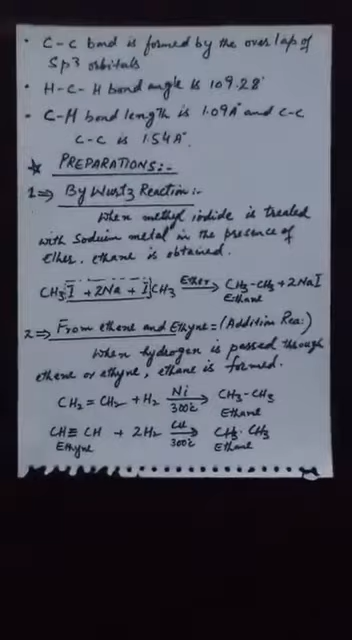 • C-C bond is formed by the over lap of
Sp3 orbitals
• H-C-H bond angle is 109.28°
• C-H bond length is 1.09A° and C-C
C-C is 1.54A°.
★ PREPARATIONS:-
1⇒ By Wurtz Reaction:-
When methyl iodide is treated
with Sodium metal in the presence of
Ether, ethane is obtained.
CH3 I + 2Na + I CH3 Ether→ CH3-CH3 + 2NaI
Ethane
2⇒ From ethene and Ethyne=(Addition Rea:)
When hydrogen is passed through
ethene or ethyne, ethane is formed.
CH2=CH2 + H2 Ni→ CH3-CH3
300°c Ethane
CH≡CH + 2H2 → CH3-CH3
Ethyne 300°c Ethane